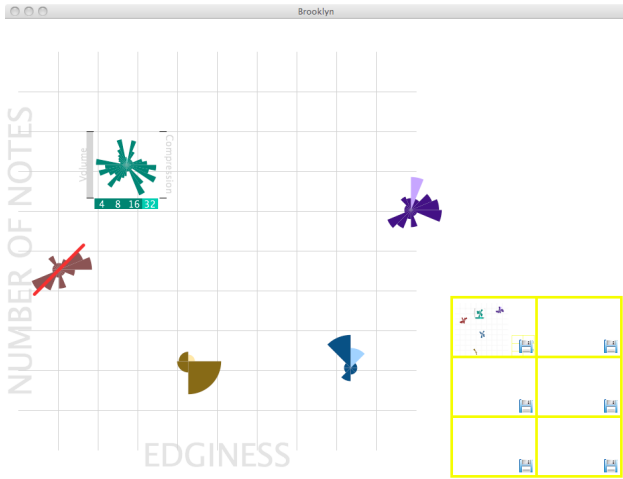 Brooklyn
NUMBER OF NOTES
Volume
Compression
4 8 16 32
EDGINESS